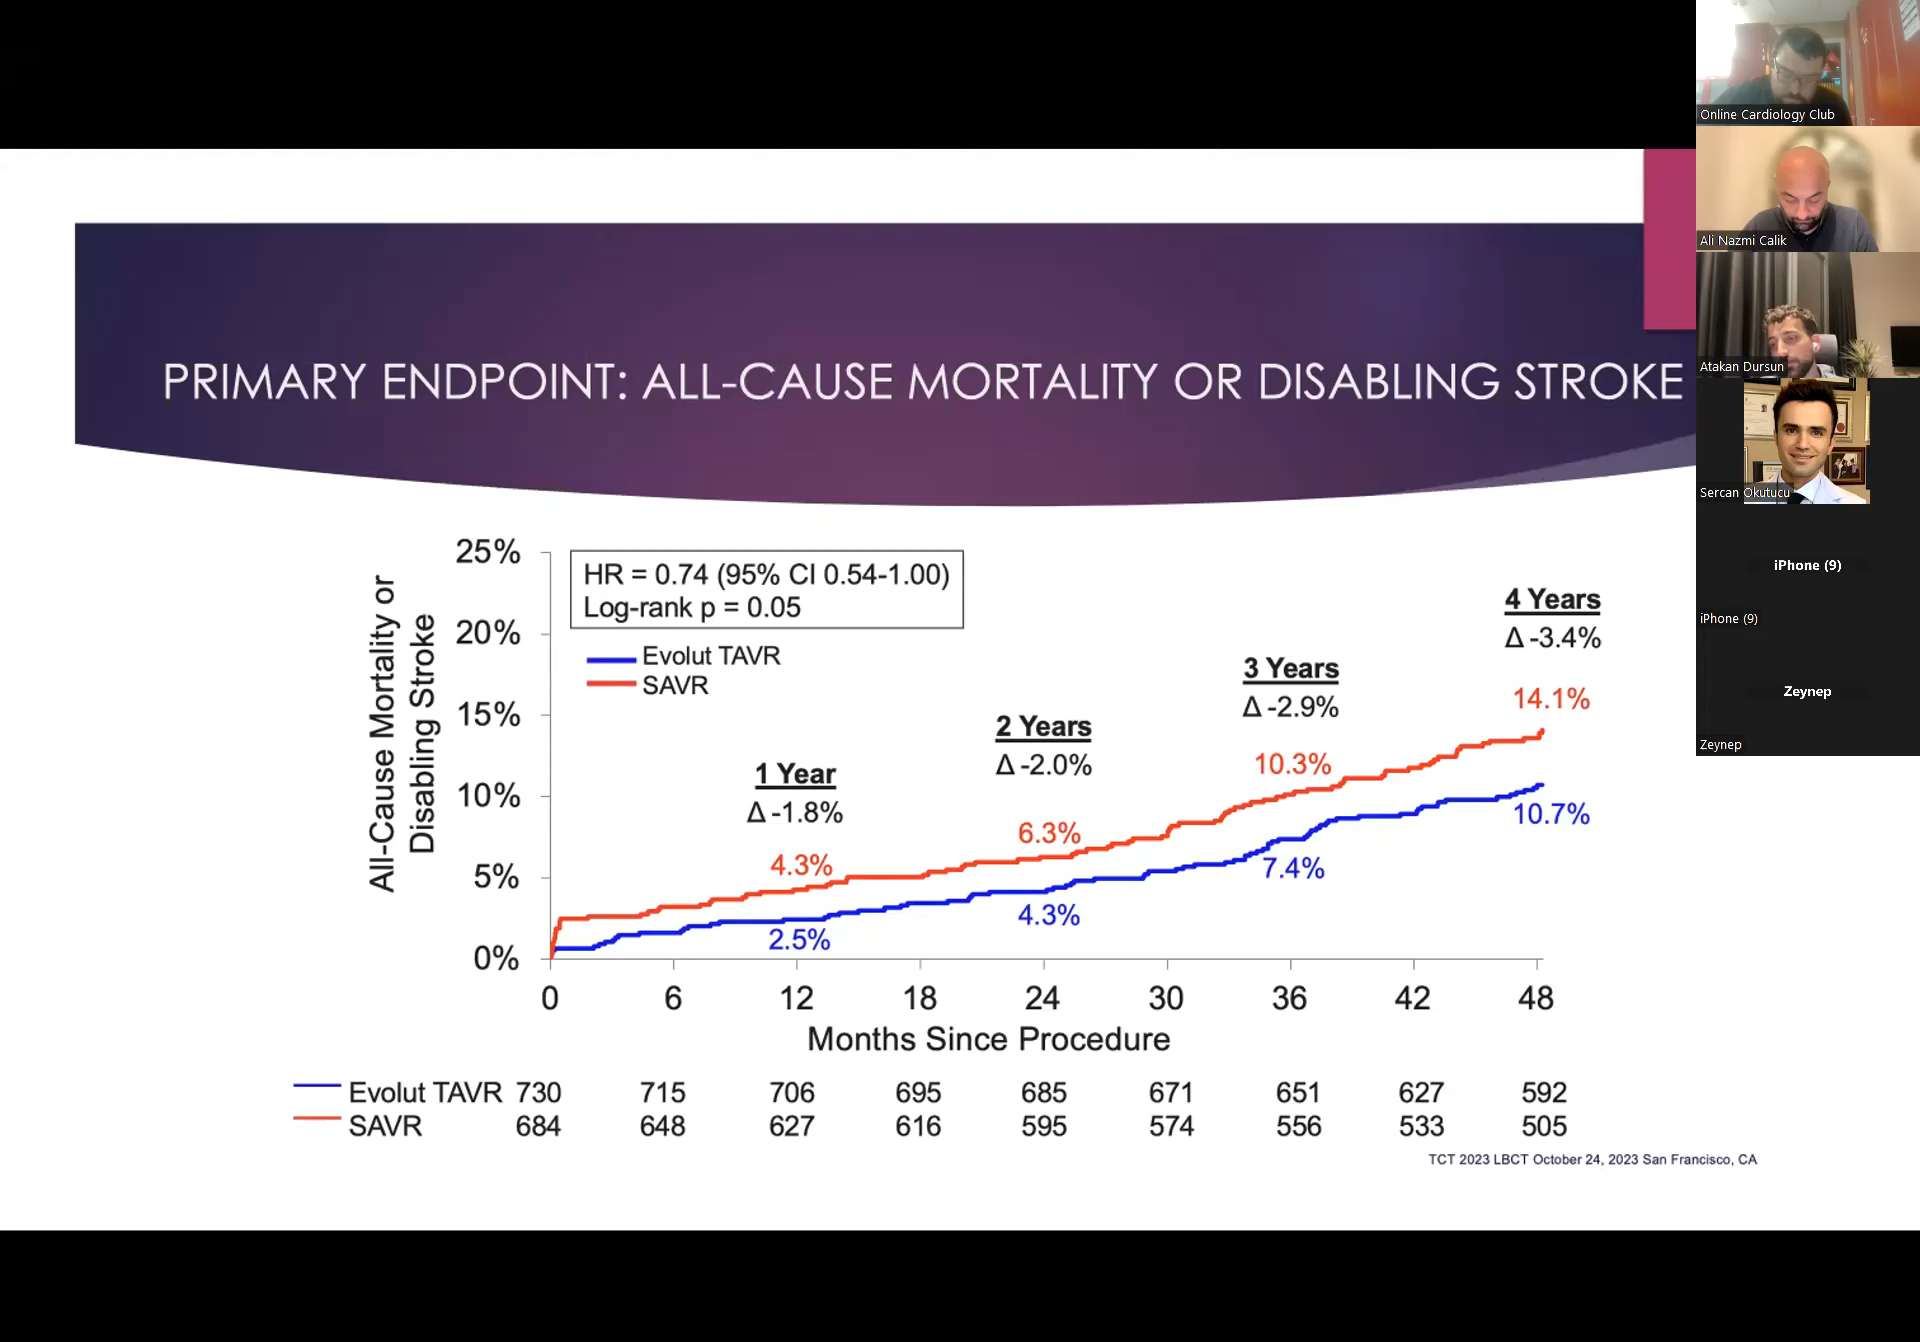 PRIMARY ENDPOINT: ALL-CAUSE MORTALITY OR DISABLING STROKE
All-Cause Mortality or
Disabling Stroke
25%
20%
15%
10%
5%
0%
HR = 0.74 (95% CI 0.54-1.00)
Log-rank p = 0.05
Evolut TAVR
SAVR
1 Year
Δ -1.8%
4.3%
2.5%
2 Years
Δ -2.0%
6.3%
4.3%
3 Years
Δ -2.9%
10.3%
7.4%
4 Years
Δ -3.4%
14.1%
10.7%
0 6 12 18 24 30 36 42 48
Months Since Procedure
Evolut TAVR 730 715 706 695 685 671 651 627 592
SAVR 684 648 627 616 595 574 556 533 505
TCT 2023 LBCT October 24, 2023 San Francisco, CA
Online Cardiology Club
Ali Nazmi Calik
Atakan Dursun
Sercan Okutucu
iPhone (9)
iPhone (9)
Zeynep
Zeynep